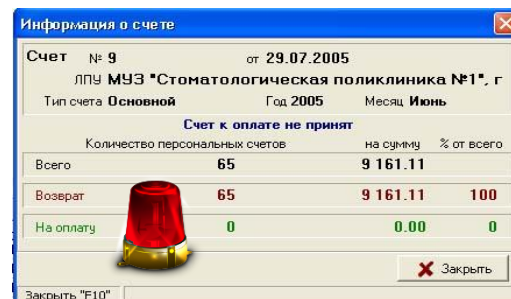 Информация о счете
Счет № 9 от 29.07.2005
ЛПУ МУЗ "Стоматологическая поликлиника №1", г
Тип счета Основной Год 2005 Месяц Июнь
Счет к оплате не принят
Количество персональных счетов на сумму % от всего
Всего 65 9 161.11
Возврат 65 9 161.11 100
На оплату 0 0.00 0
Закрыть
Закрыть "F10"